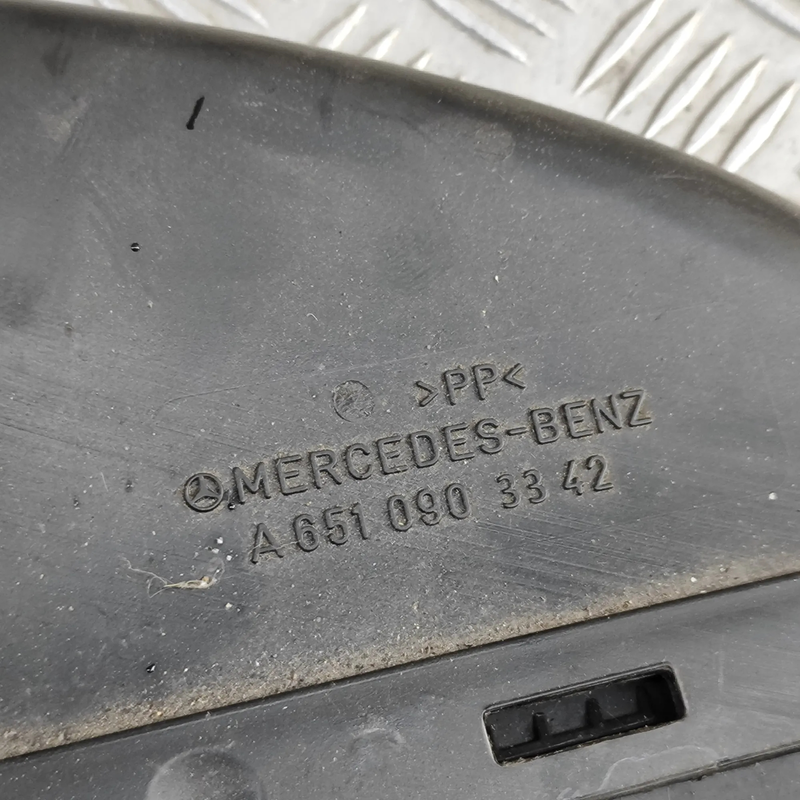 >PP<
MERCEDES-BENZ
A 651 090 33 42